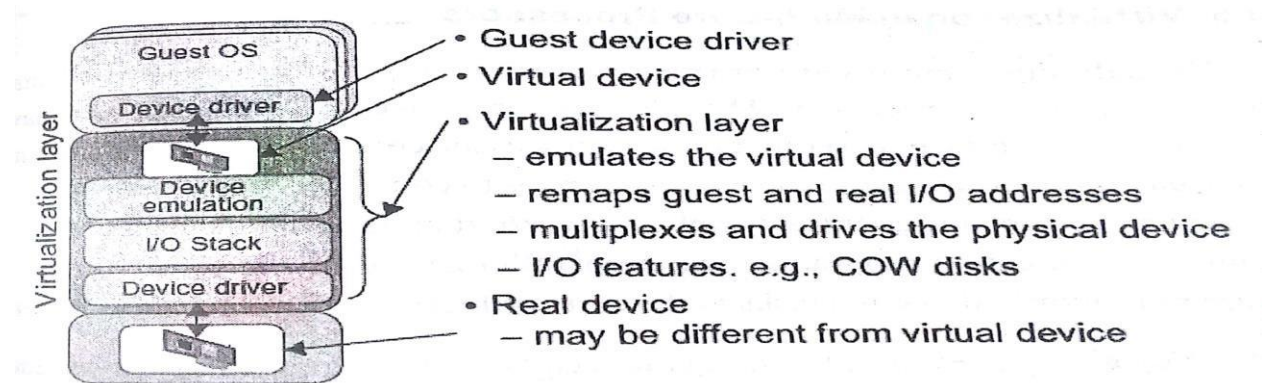 Guest OS
Device driver
Virtualization layer
Device
emulation
I/O Stack
Device driver
• Guest device driver
• Virtual device
• Virtualization layer
– emulates the virtual device
– remaps guest and real I/O addresses
– multiplexes and drives the physical device
– I/O features. e.g., COW disks
• Real device
– may be different from virtual device